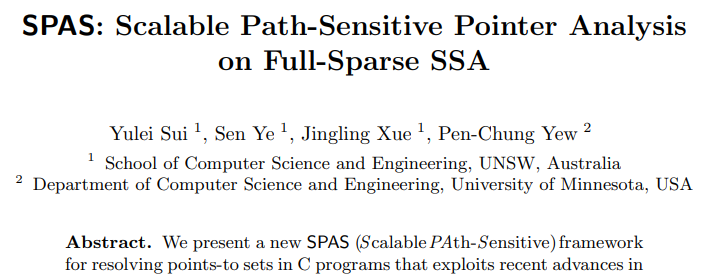 SPAS: Scalable Path-Sensitive Pointer Analysis
on Full-Sparse SSA
Yulei Sui 1, Sen Ye 1, Jingling Xue 1, Pen-Chung Yew 2
1 School of Computer Science and Engineering, UNSW, Australia
2 Department of Computer Science and Engineering, University of Minnesota, USA
Abstract. We present a new SPAS (Scalable PAth-Sensitive) framework
for resolving points-to sets in C programs that exploits recent advances in